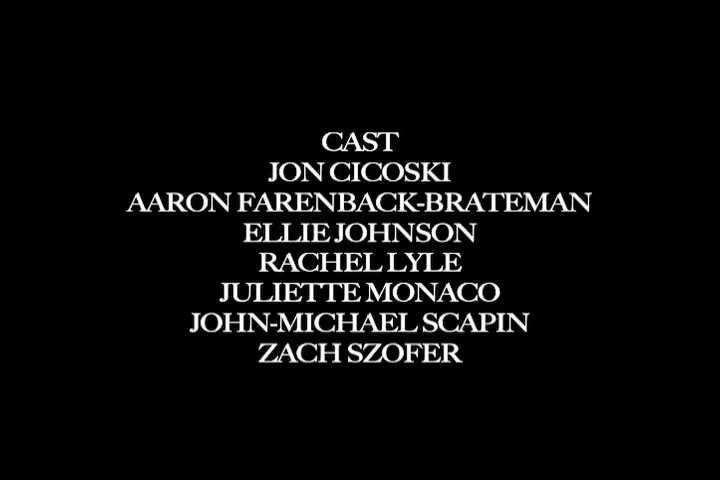 CAST
JON CICOSKI
AARON FARENBACK-BRATEMAN
ELLIE JOHNSON
RACHEL LYLE
JULIETTE MONACO
JOHN-MICHAEL SCAPIN
ZACH SZOFER